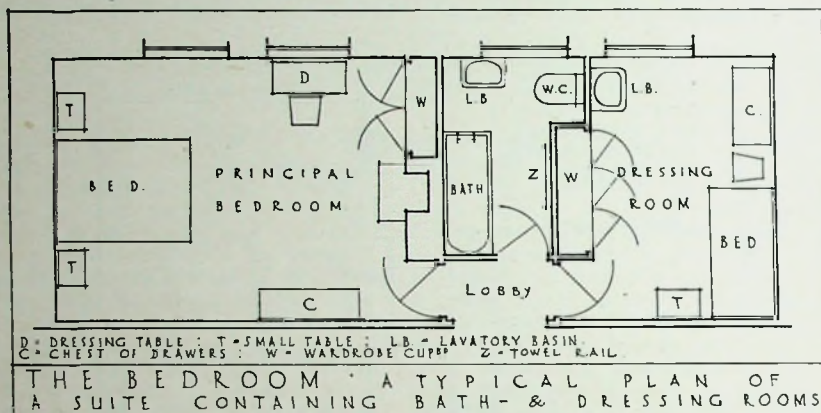 D
T
W
L.B
W.C.
L.B.
C.
BED.
PRINCIPAL
BEDROOM
BATH
Z
W
DRESSING
ROOM
BED
T
C
LOBBY
T
D = DRESSING TABLE : T = SMALL TABLE : L.B. = LAVATORY BASIN
C = CHEST OF DRAWERS : W = WARDROBE CUPBD Z = TOWEL RAIL
THE BEDROOM · A TYPICAL PLAN OF
A SUITE CONTAINING BATH- & DRESSING ROOMS